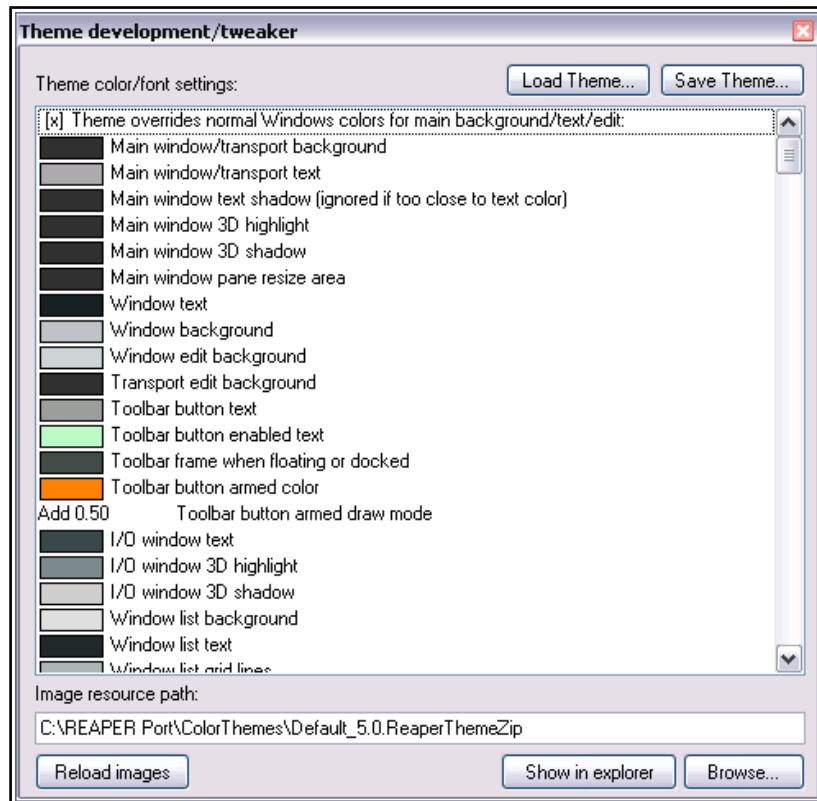 Theme development/tweaker
Theme color/font settings:
Load Theme...
Save Theme...
[x] Theme overrides normal Windows colors for main background/text/edit:
Main window/transport background
Main window/transport text
Main window text shadow (ignored if too close to text color)
Main window 3D highlight
Main window 3D shadow
Main window pane resize area
Window text
Window background
Window edit background
Transport edit background
Toolbar button text
Toolbar button enabled text
Toolbar frame when floating or docked
Toolbar button armed color
Add 0.50 Toolbar button armed draw mode
I/O window text
I/O window 3D highlight
I/O window 3D shadow
Window list background
Window list text
Window list grid lines
Image resource path:
C:\REAPER Port\ColorThemes\Default_5.0.ReaperThemeZip
Reload images
Show in explorer
Browse...